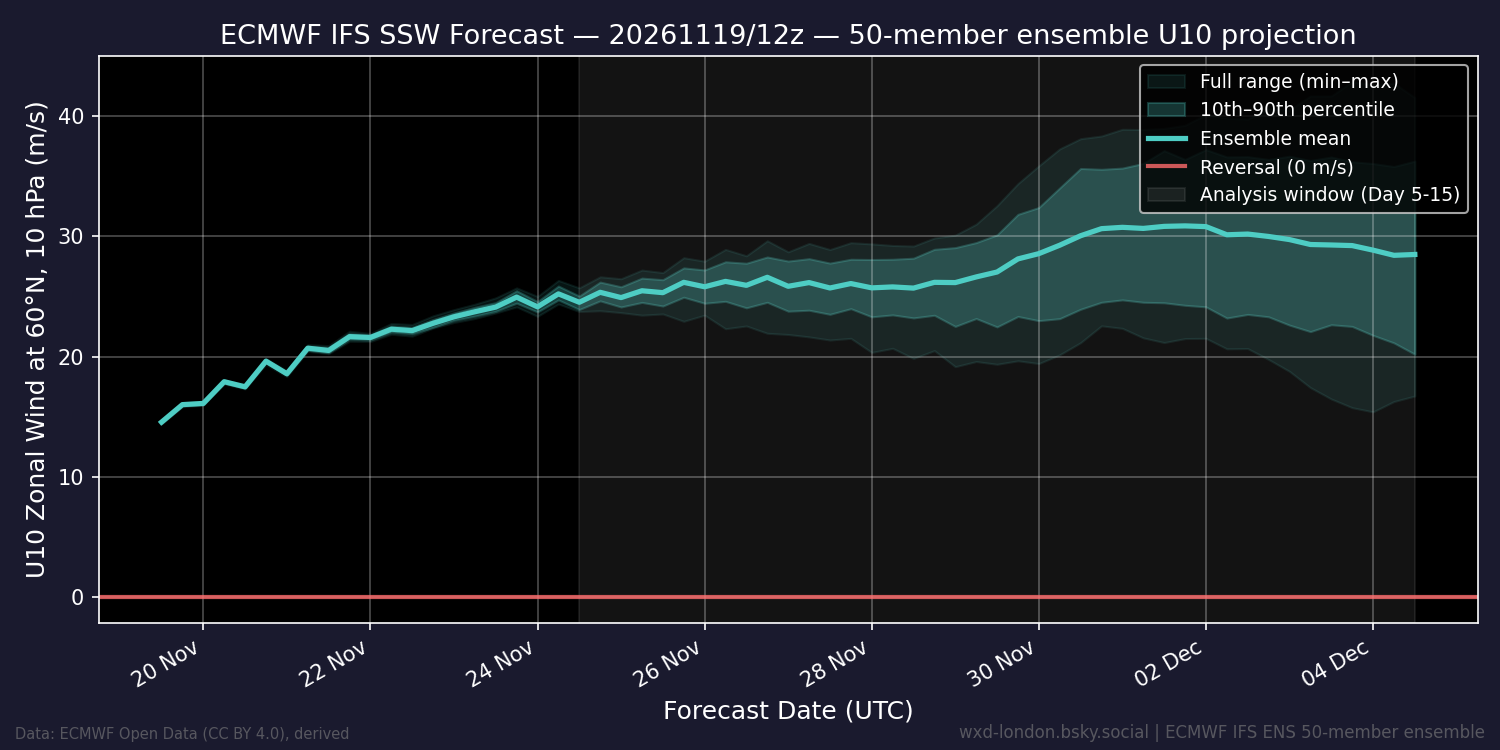 ECMWF IFS SSW Forecast — 20261119/12z — 50-member ensemble U10 projection
Full range (min–max)
10th–90th percentile
Ensemble mean
Reversal (0 m/s)
Analysis window (Day 5-15)
U10 Zonal Wind at 60°N, 10 hPa (m/s)
40
30
20
10
0
20 Nov
22 Nov
24 Nov
26 Nov
28 Nov
30 Nov
02 Dec
04 Dec
Forecast Date (UTC)
Data: ECMWF Open Data (CC BY 4.0), derived
wxd-london.bsky.social | ECMWF IFS ENS 50-member ensemble